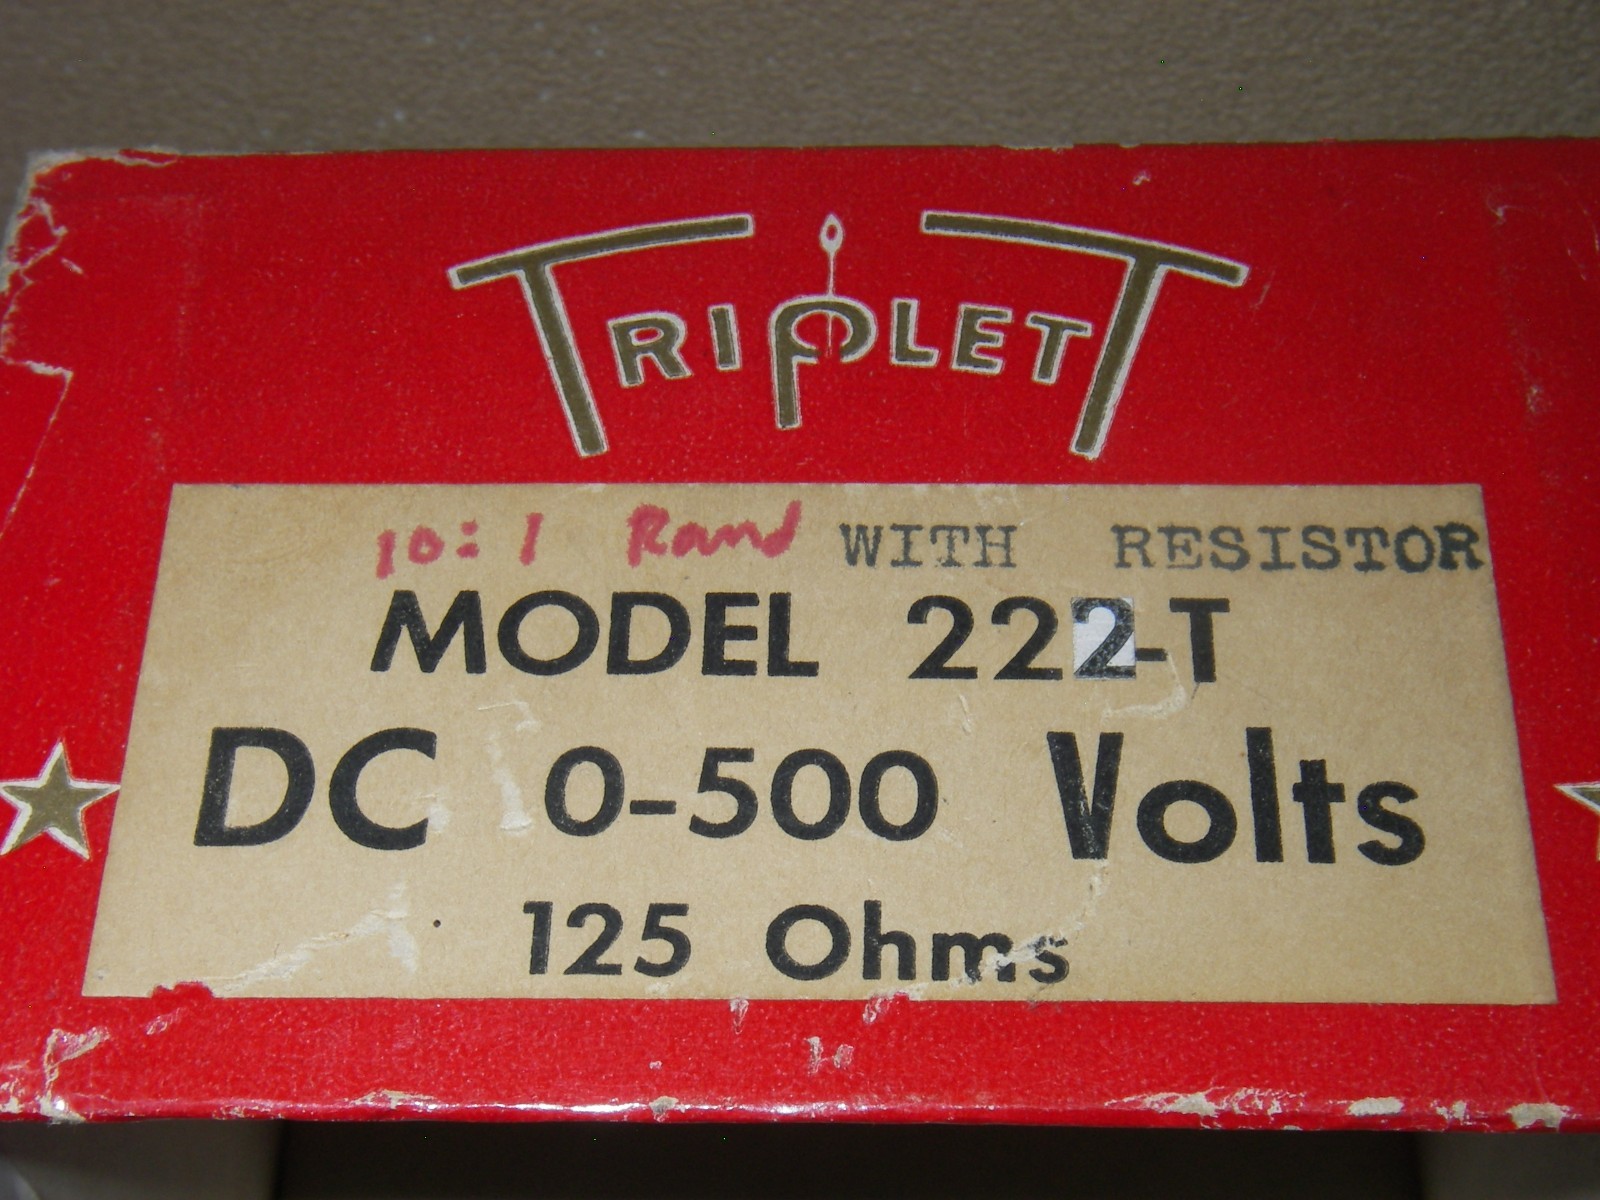 TRIPLETT
10:1 Rand WITH RESISTOR
MODEL 222-T
DC 0-500 Volts
125 Ohms